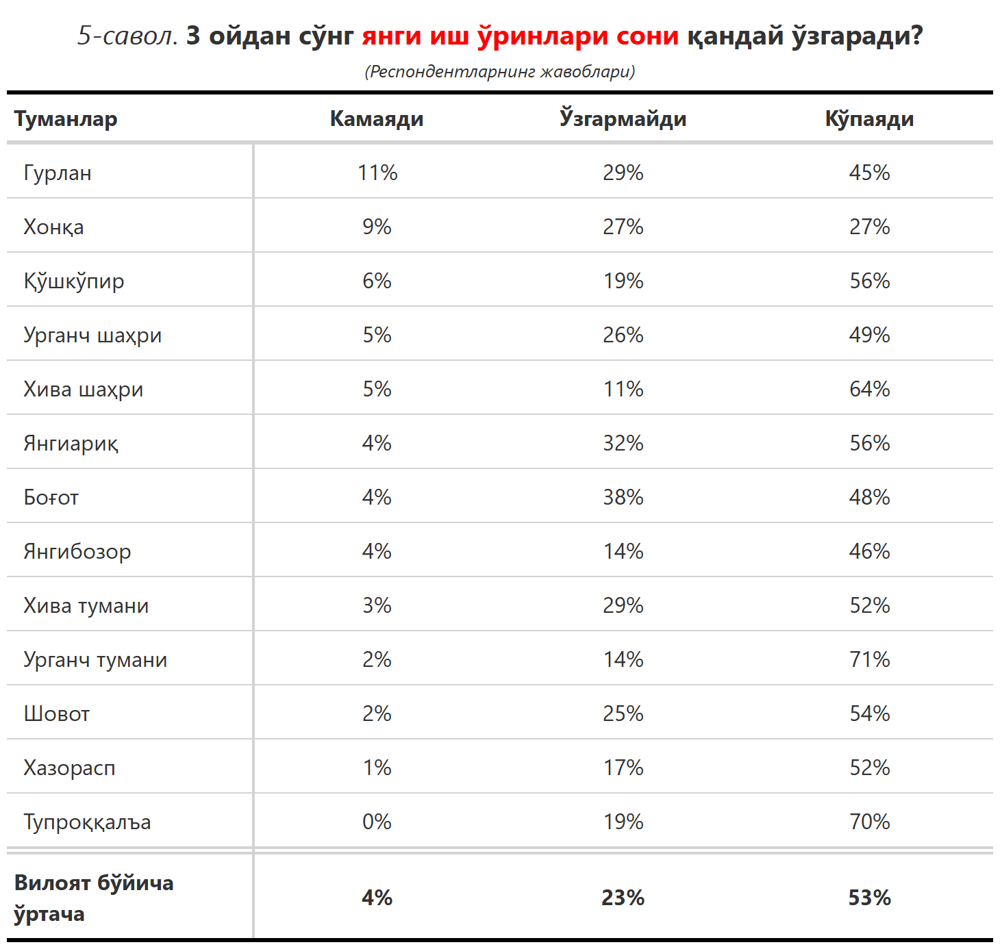 5-савол. 3 ойдан сўнг янги иш ўринлари сони қандай ўзгаради?
(Респондентларнинг жавоблари)
Туманлар Камаяди Ўзгармайди Кўпаяди
Гурлан 11% 29% 45%
Хонқа 9% 27% 27%
Қўшкўпир 6% 19% 56%
Урганч шаҳри 5% 26% 49%
Хива шаҳри 5% 11% 64%
Янгиариқ 4% 32% 56%
Боғот 4% 38% 48%
Янгибозор 4% 14% 46%
Хива тумани 3% 29% 52%
Урганч тумани 2% 14% 71%
Шовот 2% 25% 54%
Хазорасп 1% 17% 52%
Тупроққалъа 0% 19% 70%
Вилоят бўйича
ўртача 4% 23% 53%